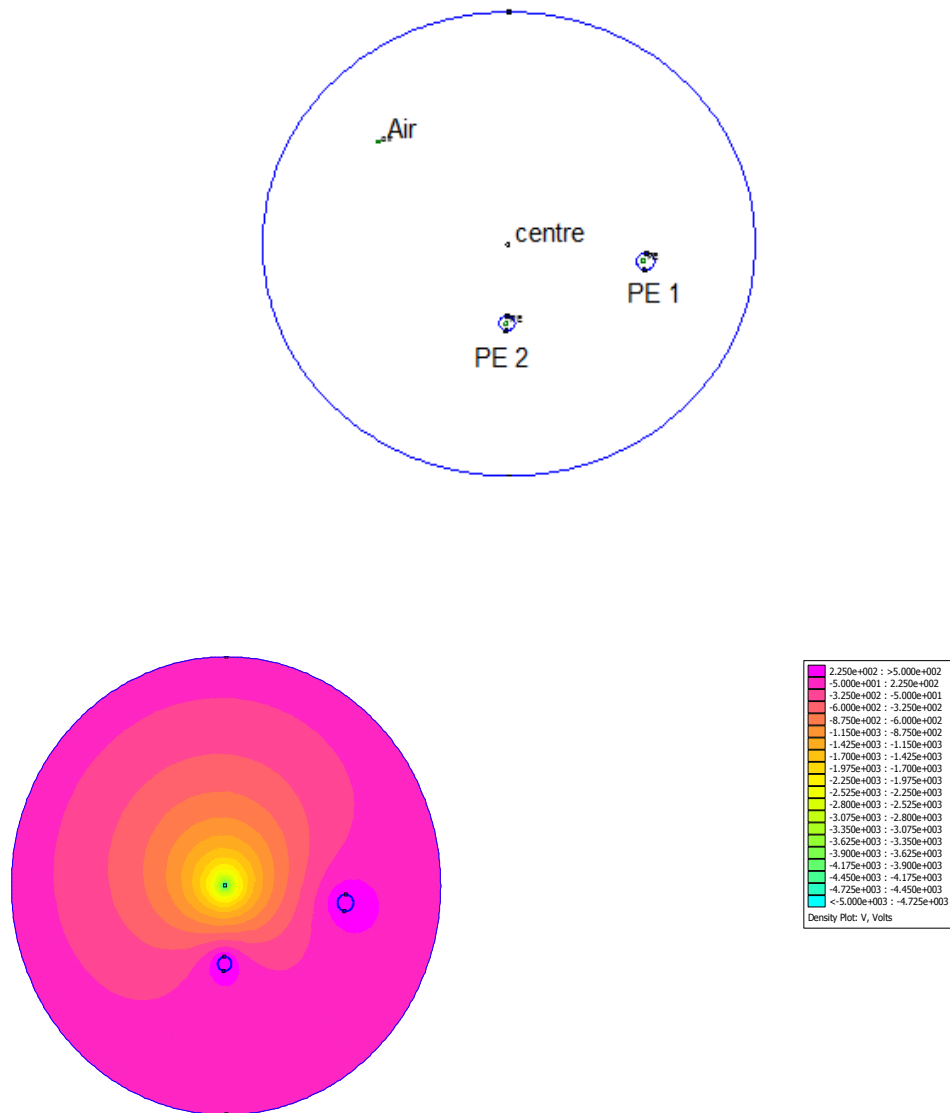 Air
centre
PE 1
PE 2
2.250e+002 : >5.000e+002
-5.000e+001 : 2.250e+002
-3.250e+002 : -5.000e+001
-6.000e+002 : -3.250e+002
-8.750e+002 : -6.000e+002
-1.150e+003 : -8.750e+002
-1.425e+003 : -1.150e+003
-1.700e+003 : -1.425e+003
-1.975e+003 : -1.700e+003
-2.250e+003 : -1.975e+003
-2.525e+003 : -2.250e+003
-2.800e+003 : -2.525e+003
-3.075e+003 : -2.800e+003
-3.350e+003 : -3.075e+003
-3.625e+003 : -3.350e+003
-3.900e+003 : -3.625e+003
-4.175e+003 : -3.900e+003
-4.450e+003 : -4.175e+003
-4.725e+003 : -4.450e+003
<-5.000e+003 : -4.725e+003
Density Plot: V, Volts